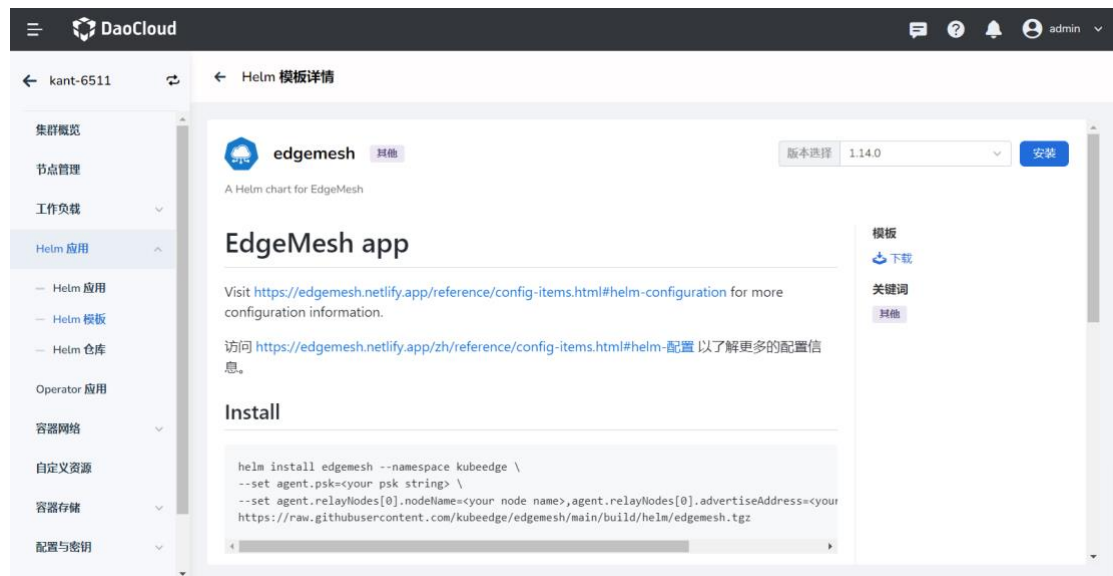 DaoCloud
admin
kant-6511
Helm 模板详情
集群概览
节点管理
工作负载
Helm 应用
Helm 应用
Helm 模板
Helm 仓库
Operator 应用
容器网络
自定义资源
容器存储
配置与密钥
edgemesh 其他
版本选择 1.14.0
安装
A Helm chart for EdgeMesh
EdgeMesh app
Visit https://edgemesh.netlify.app/reference/config-items.html#helm-configuration for more
configuration information.
访问 https://edgemesh.netlify.app/zh/reference/config-items.html#helm-配置 以了解更多的配置信
息。
Install
helm install edgemesh --namespace kubeedge \
--set agent.psk=<your psk string> \
--set agent.relayNodes[0].nodeName=<your node name>,agent.relayNodes[0].advertiseAddress=<your
https://raw.githubusercontent.com/kubeedge/edgemesh/main/build/helm/edgemesh.tgz
模板
下载
关键词
其他